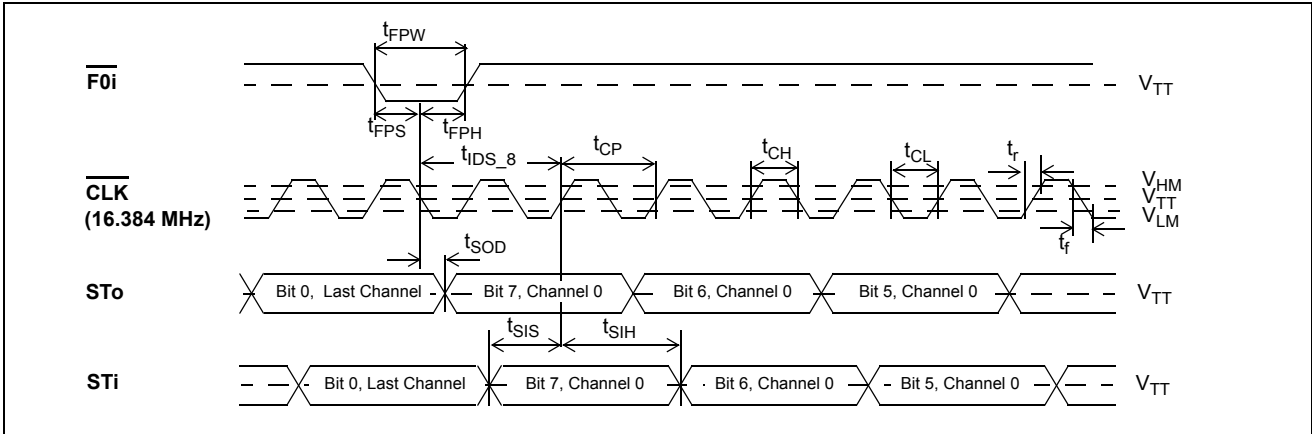 tFPW
F0i
VTT
tFPS
tFPH
tIDS_8
tCP
tCH
tCL
tr
CLK
(16.384 MHz)
VHM
VTT
VLM
tf
tSOD
STo
Bit 0, Last Channel
Bit 7, Channel 0
Bit 6, Channel 0
Bit 5, Channel 0
VTT
tSIS
tSIH
STi
Bit 0, Last Channel
Bit 7, Channel 0
Bit 6, Channel 0
Bit 5, Channel 0
VTT